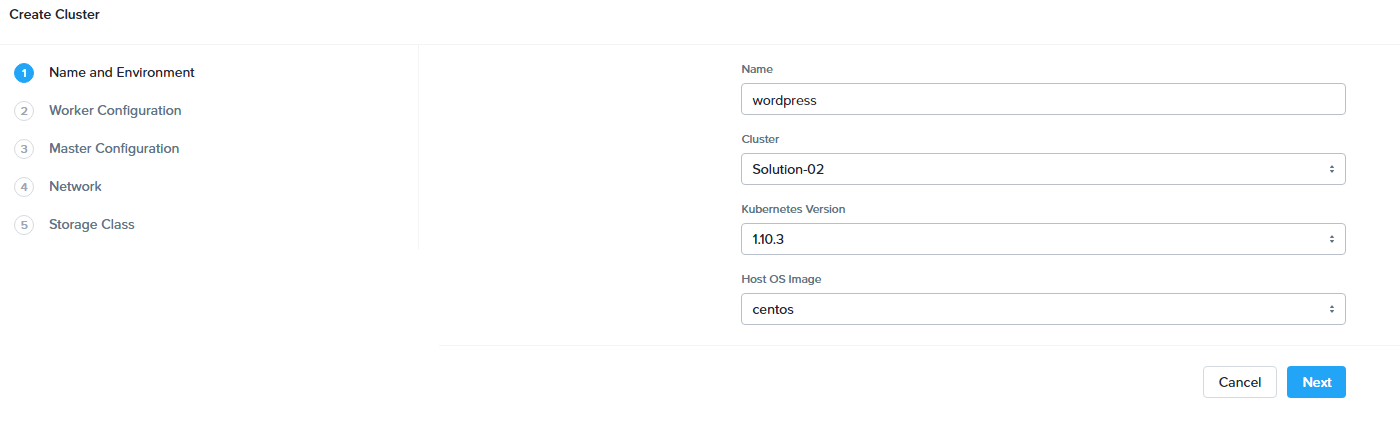 Create Cluster
1 Name and Environment
2 Worker Configuration
3 Master Configuration
4 Network
5 Storage Class
Name
wordpress
Cluster
Solution-02
Kubernetes Version
1.10.3
Host OS Image
centos
Cancel Next